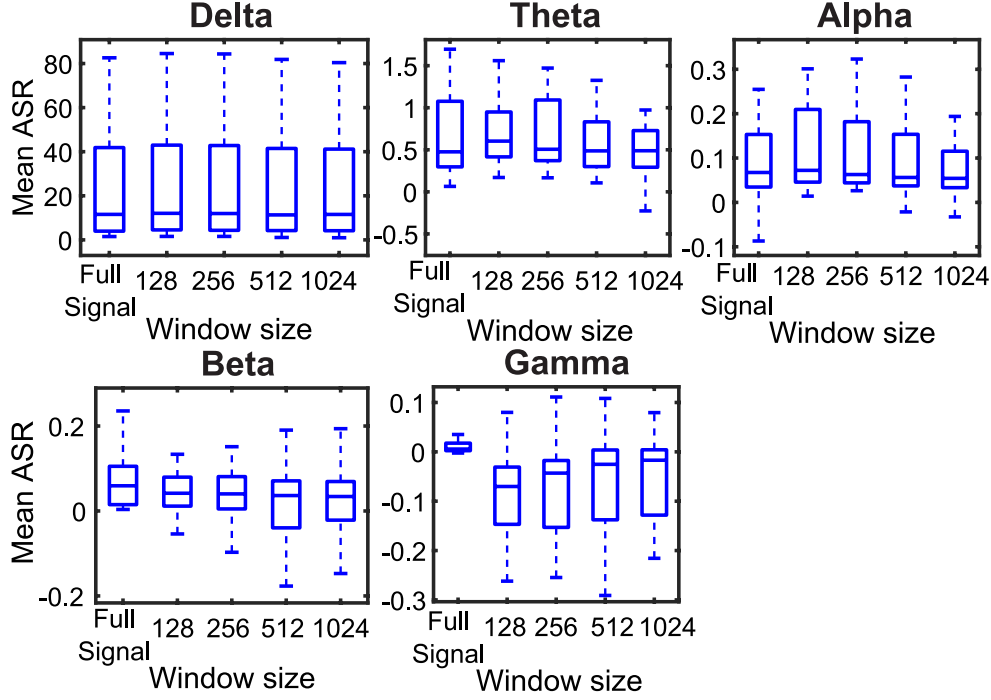 Delta
Theta
Alpha
Mean ASR
80
60
40
20
0
1.5
1
0.5
0
-0.5
0.3
0.2
0.1
0
-0.1
Full Signal 128 256 512 1024
Full Signal 128 256 512 1024
Full Signal 128 256 512 1024
Window size
Window size
Window size
Beta
Gamma
Mean ASR
0.2
0
-0.2
0.1
0
-0.1
-0.2
-0.3
Full Signal 128 256 512 1024
Full Signal 128 256 512 1024
Window size
Window size